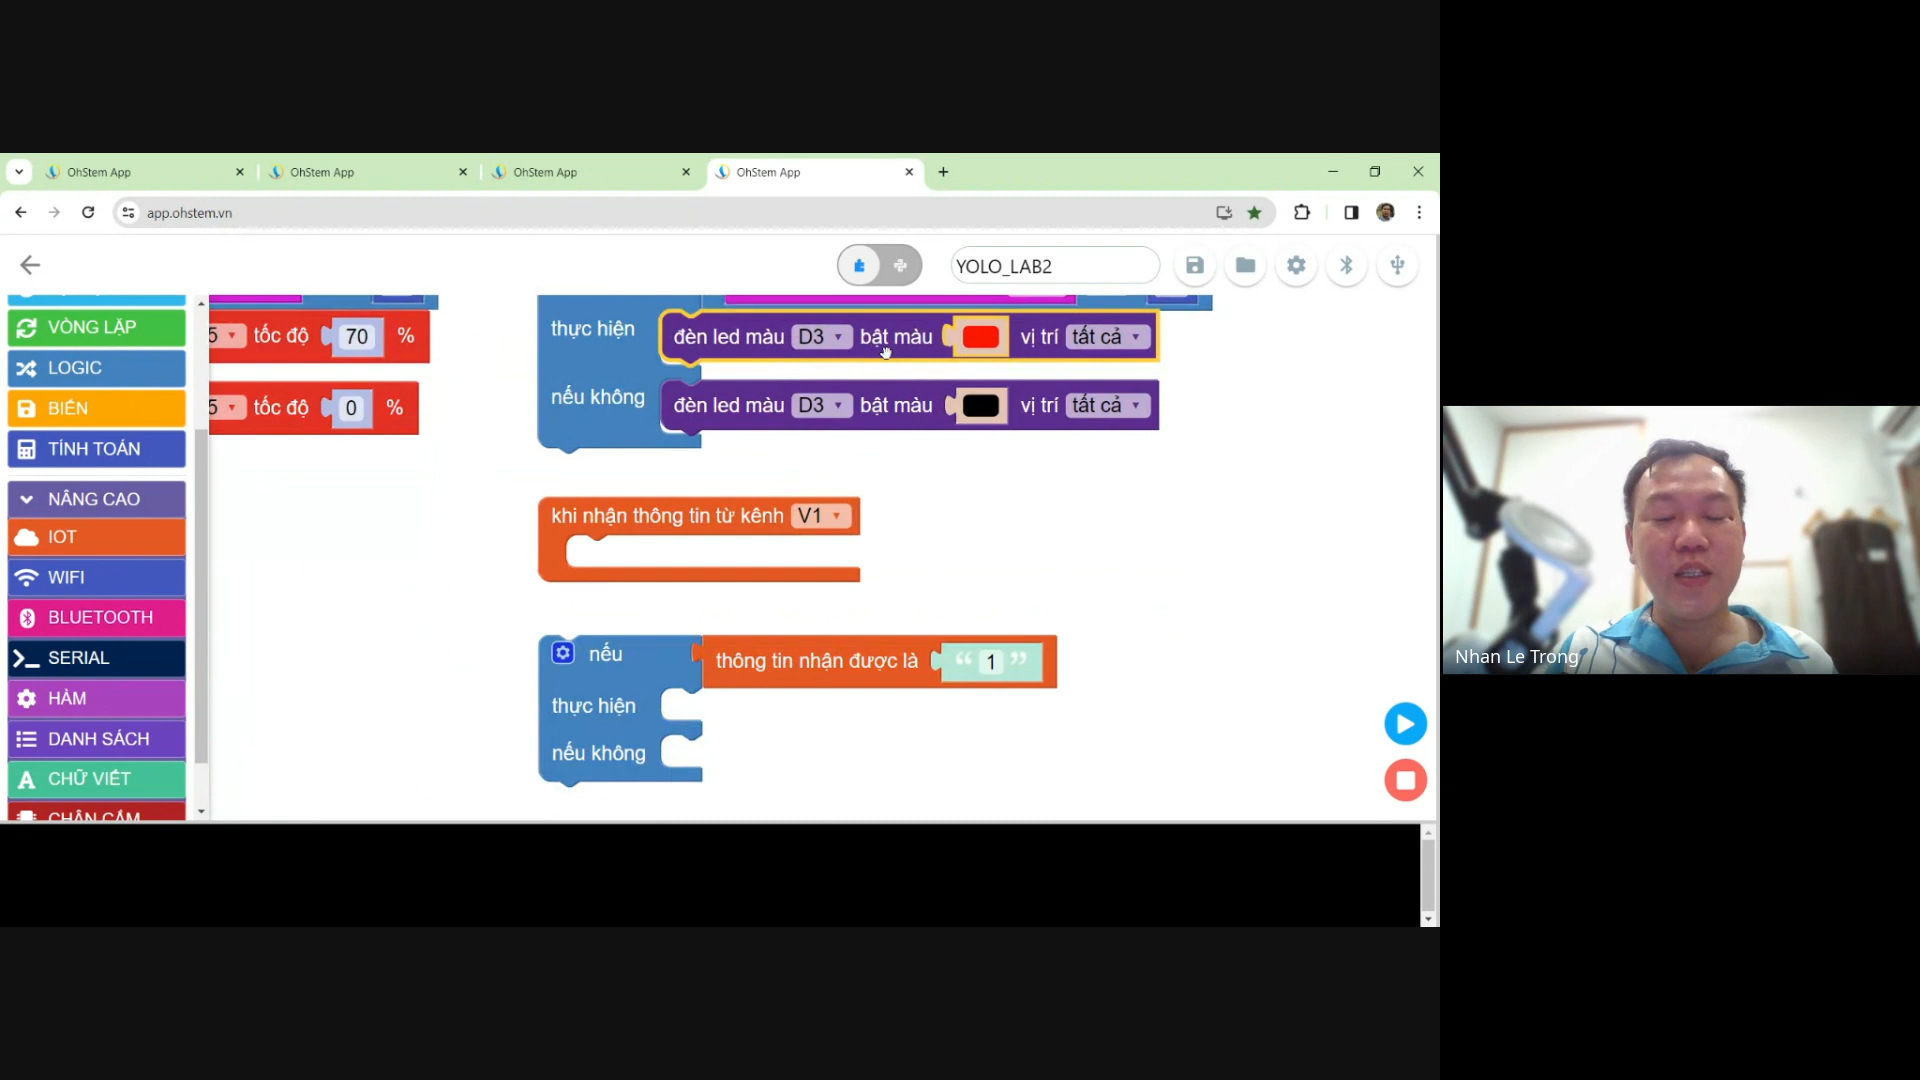 OhStem App
OhStem App
OhStem App
OhStem App
app.ohstem.vn
YOLO_LAB2
VÒNG LẶP
LOGIC
BIẾN
TÍNH TOÁN
NÂNG CAO
IOT
WIFI
BLUETOOTH
SERIAL
HÀM
DANH SÁCH
CHỮ VIẾT
CHÂN CẮM
5 tốc độ 70 %
5 tốc độ 0 %
thực hiện đèn led màu D3 bật màu vị trí tất cả
nếu không đèn led màu D3 bật màu vị trí tất cả
khi nhận thông tin từ kênh V1
nếu thông tin nhận được là “ 1 ”
thực hiện
nếu không
Nhan Le Trong